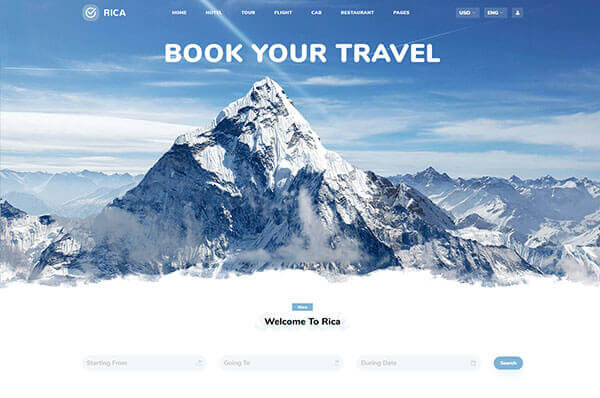 RICA
HOME HOTEL TOUR FLIGHT CAB RESTAURANT PAGES
USD ENG
BOOK YOUR TRAVEL
Rica
Welcome To Rica
Starting From Going To During Date Search